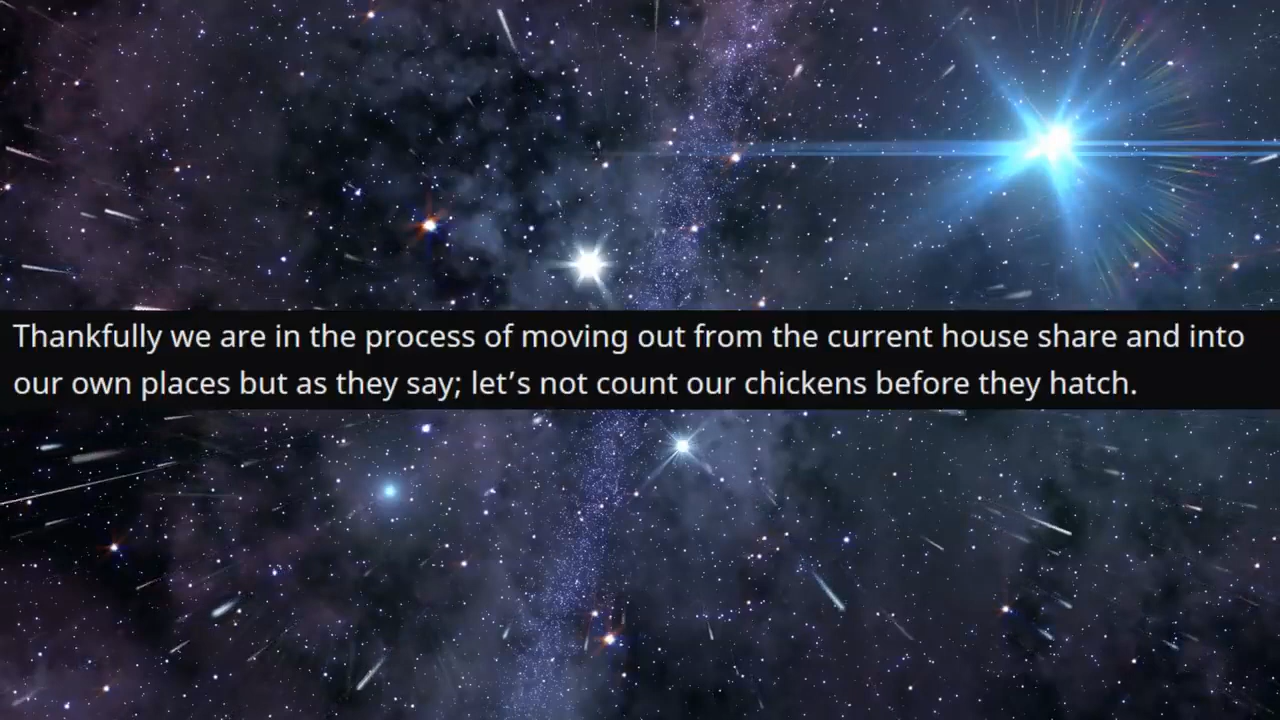 Thankfully we are in the process of moving out from the current house share and into
our own places but as they say; let’s not count our chickens before they hatch.